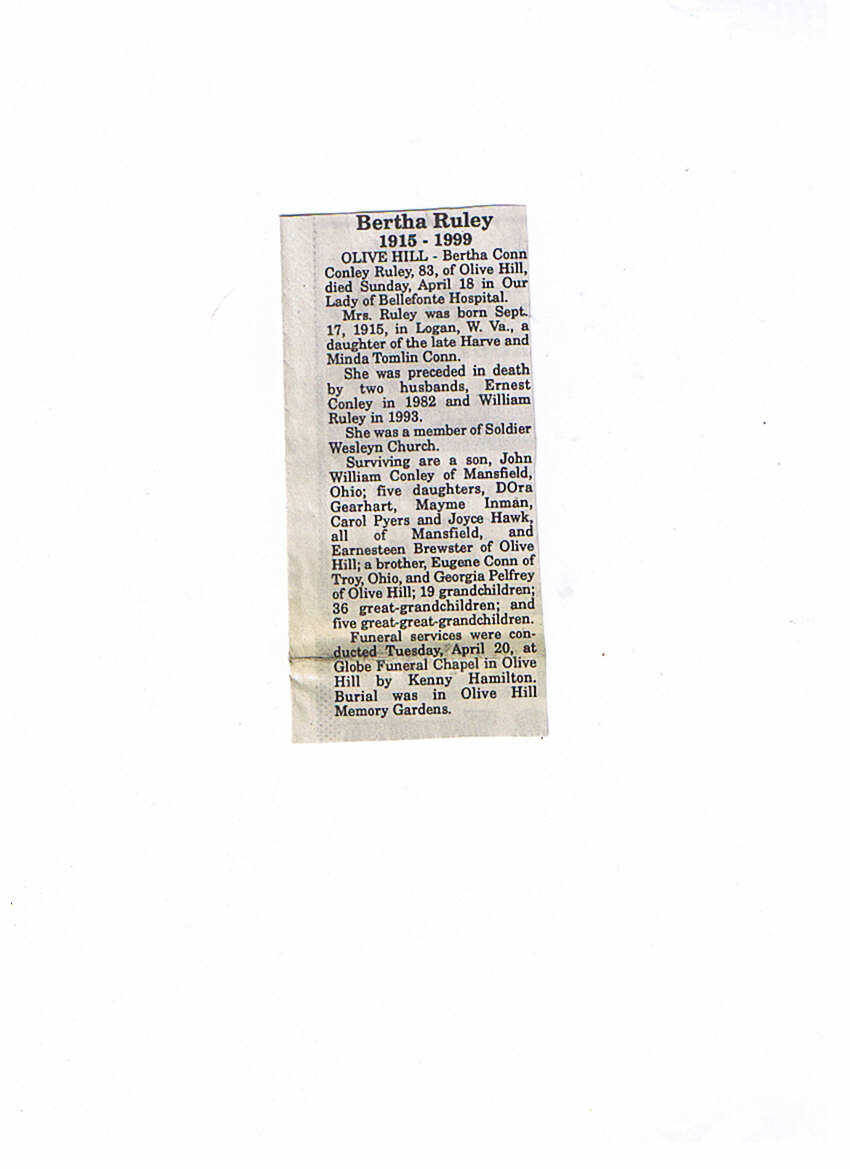 Bertha Ruley
1915 - 1999
OLIVE HILL - Bertha Conn
Conley Ruley, 83, of Olive Hill,
died Sunday, April 18 in Our
Lady of Bellefonte Hospital.
Mrs. Ruley was born Sept.
17, 1915, in Logan, W. Va., a
daughter of the late Harve and
Minda Tomlin Conn.
She was preceded in death
by two husbands, Ernest
Conley in 1982 and William
Ruley in 1993.
She was a member of Soldier
Wesleyn Church.
Surviving are a son, John
William Conley of Mansfield,
Ohio; five daughters, DOra
Gearhart, Mayme Inman,
Carol Pyers and Joyce Hawk,
all of Mansfield, and
Earnesteen Brewster of Olive
Hill; a brother, Eugene Conn of
Troy, Ohio, and Georgia Pelfrey
of Olive Hill; 19 grandchildren;
36 great-grandchildren; and
five great-great-grandchildren.
Funeral services were con-
ducted Tuesday, April 20, at
Globe Funeral Chapel in Olive
Hill by Kenny Hamilton.
Burial was in Olive Hill
Memory Gardens.